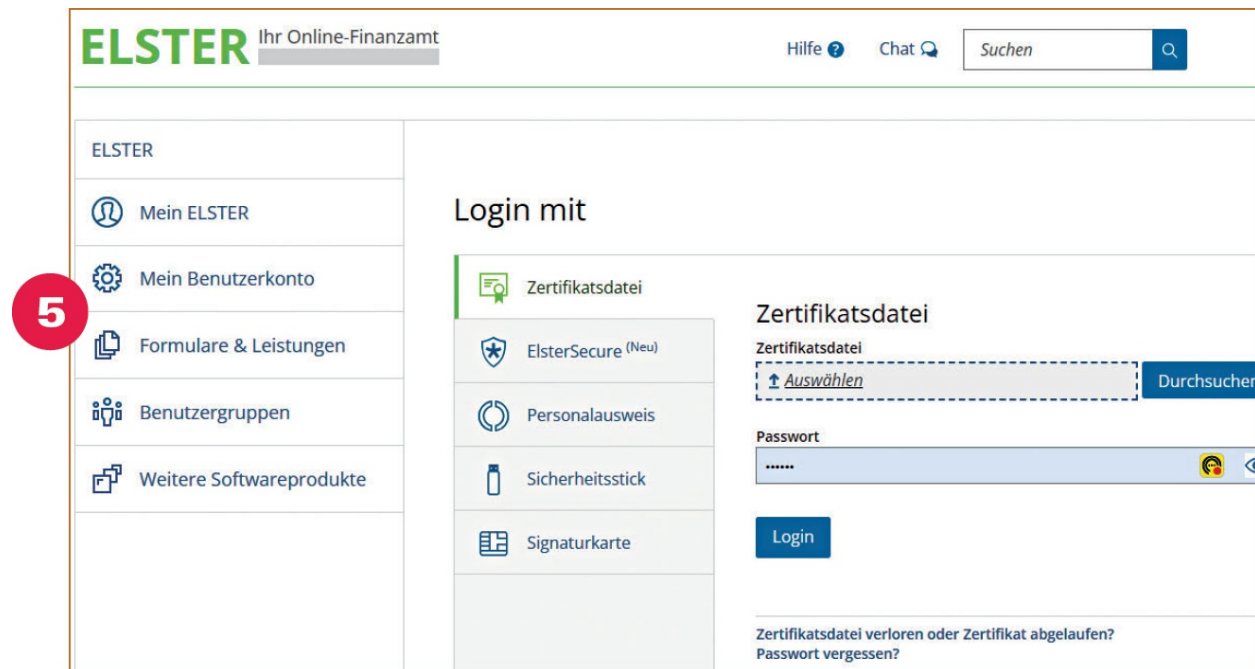 ELSTER Ihr Online-Finanzamt
Hilfe ? Chat Suchen
ELSTER
Mein ELSTER
Mein Benutzerkonto
5
Formulare & Leistungen
Benutzergruppen
Weitere Softwareprodukte
Login mit
Zertifikatsdatei
ElsterSecure (Neu)
Personalausweis
Sicherheitsstick
Signaturkarte
Zertifikatsdatei
Zertifikatsdatei
Auswählen Durchsuchen
Passwort
••••••
Login
Zertifikatsdatei verloren oder Zertifikat abgelaufen?
Passwort vergessen?